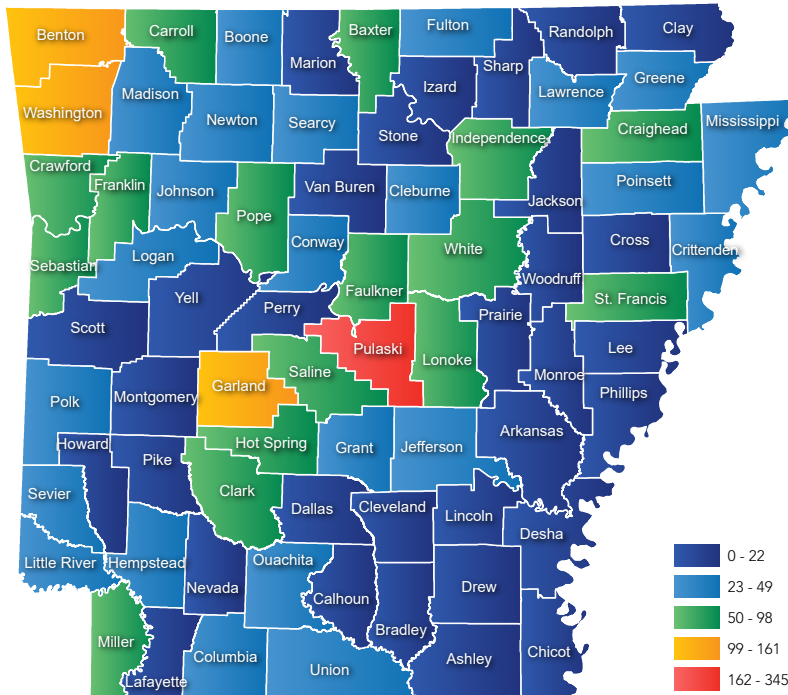 Benton
Carroll
Boone
Marion
Baxter
Fulton
Sharp
Randolph
Clay
Izard
Lawrence
Greene
Washington
Madison
Newton
Searcy
Stone
Independence
Craighead
Mississippi
Crawford
Franklin
Johnson
Pope
Van Buren
Cleburne
Jackson
Poinsett
Sebastian
Logan
Conway
Faulkner
White
Woodruff
Cross
Crittenden
Scott
Yell
Perry
Pulaski
Lonoke
Prairie
St. Francis
Monroe
Lee
Phillips
Polk
Montgomery
Garland
Saline
Hot Spring
Grant
Jefferson
Arkansas
Howard
Pike
Clark
Dallas
Cleveland
Lincoln
Desha
Sevier
Little River
Hempstead
Nevada
Ouachita
Calhoun
Bradley
Drew
Miller
Lafayette
Columbia
Union
Ashley
Chicot
0 - 22
23 - 49
50 - 98
99 - 161
162 - 345